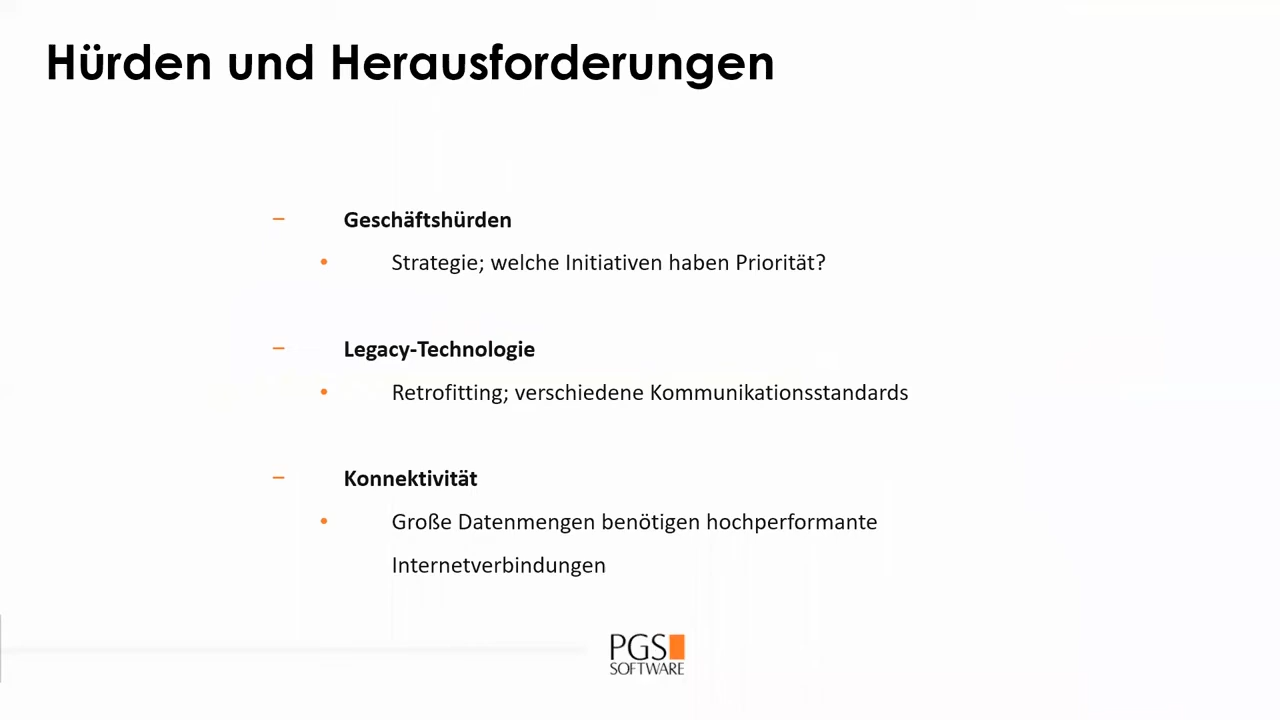 Hürden und Herausforderungen
– Geschäftshürden
• Strategie; welche Initiativen haben Priorität?
– Legacy-Technologie
• Retrofitting; verschiedene Kommunikationsstandards
– Konnektivität
• Große Datenmengen benötigen hochperformante
Internetverbindungen
PGS
SOFTWARE